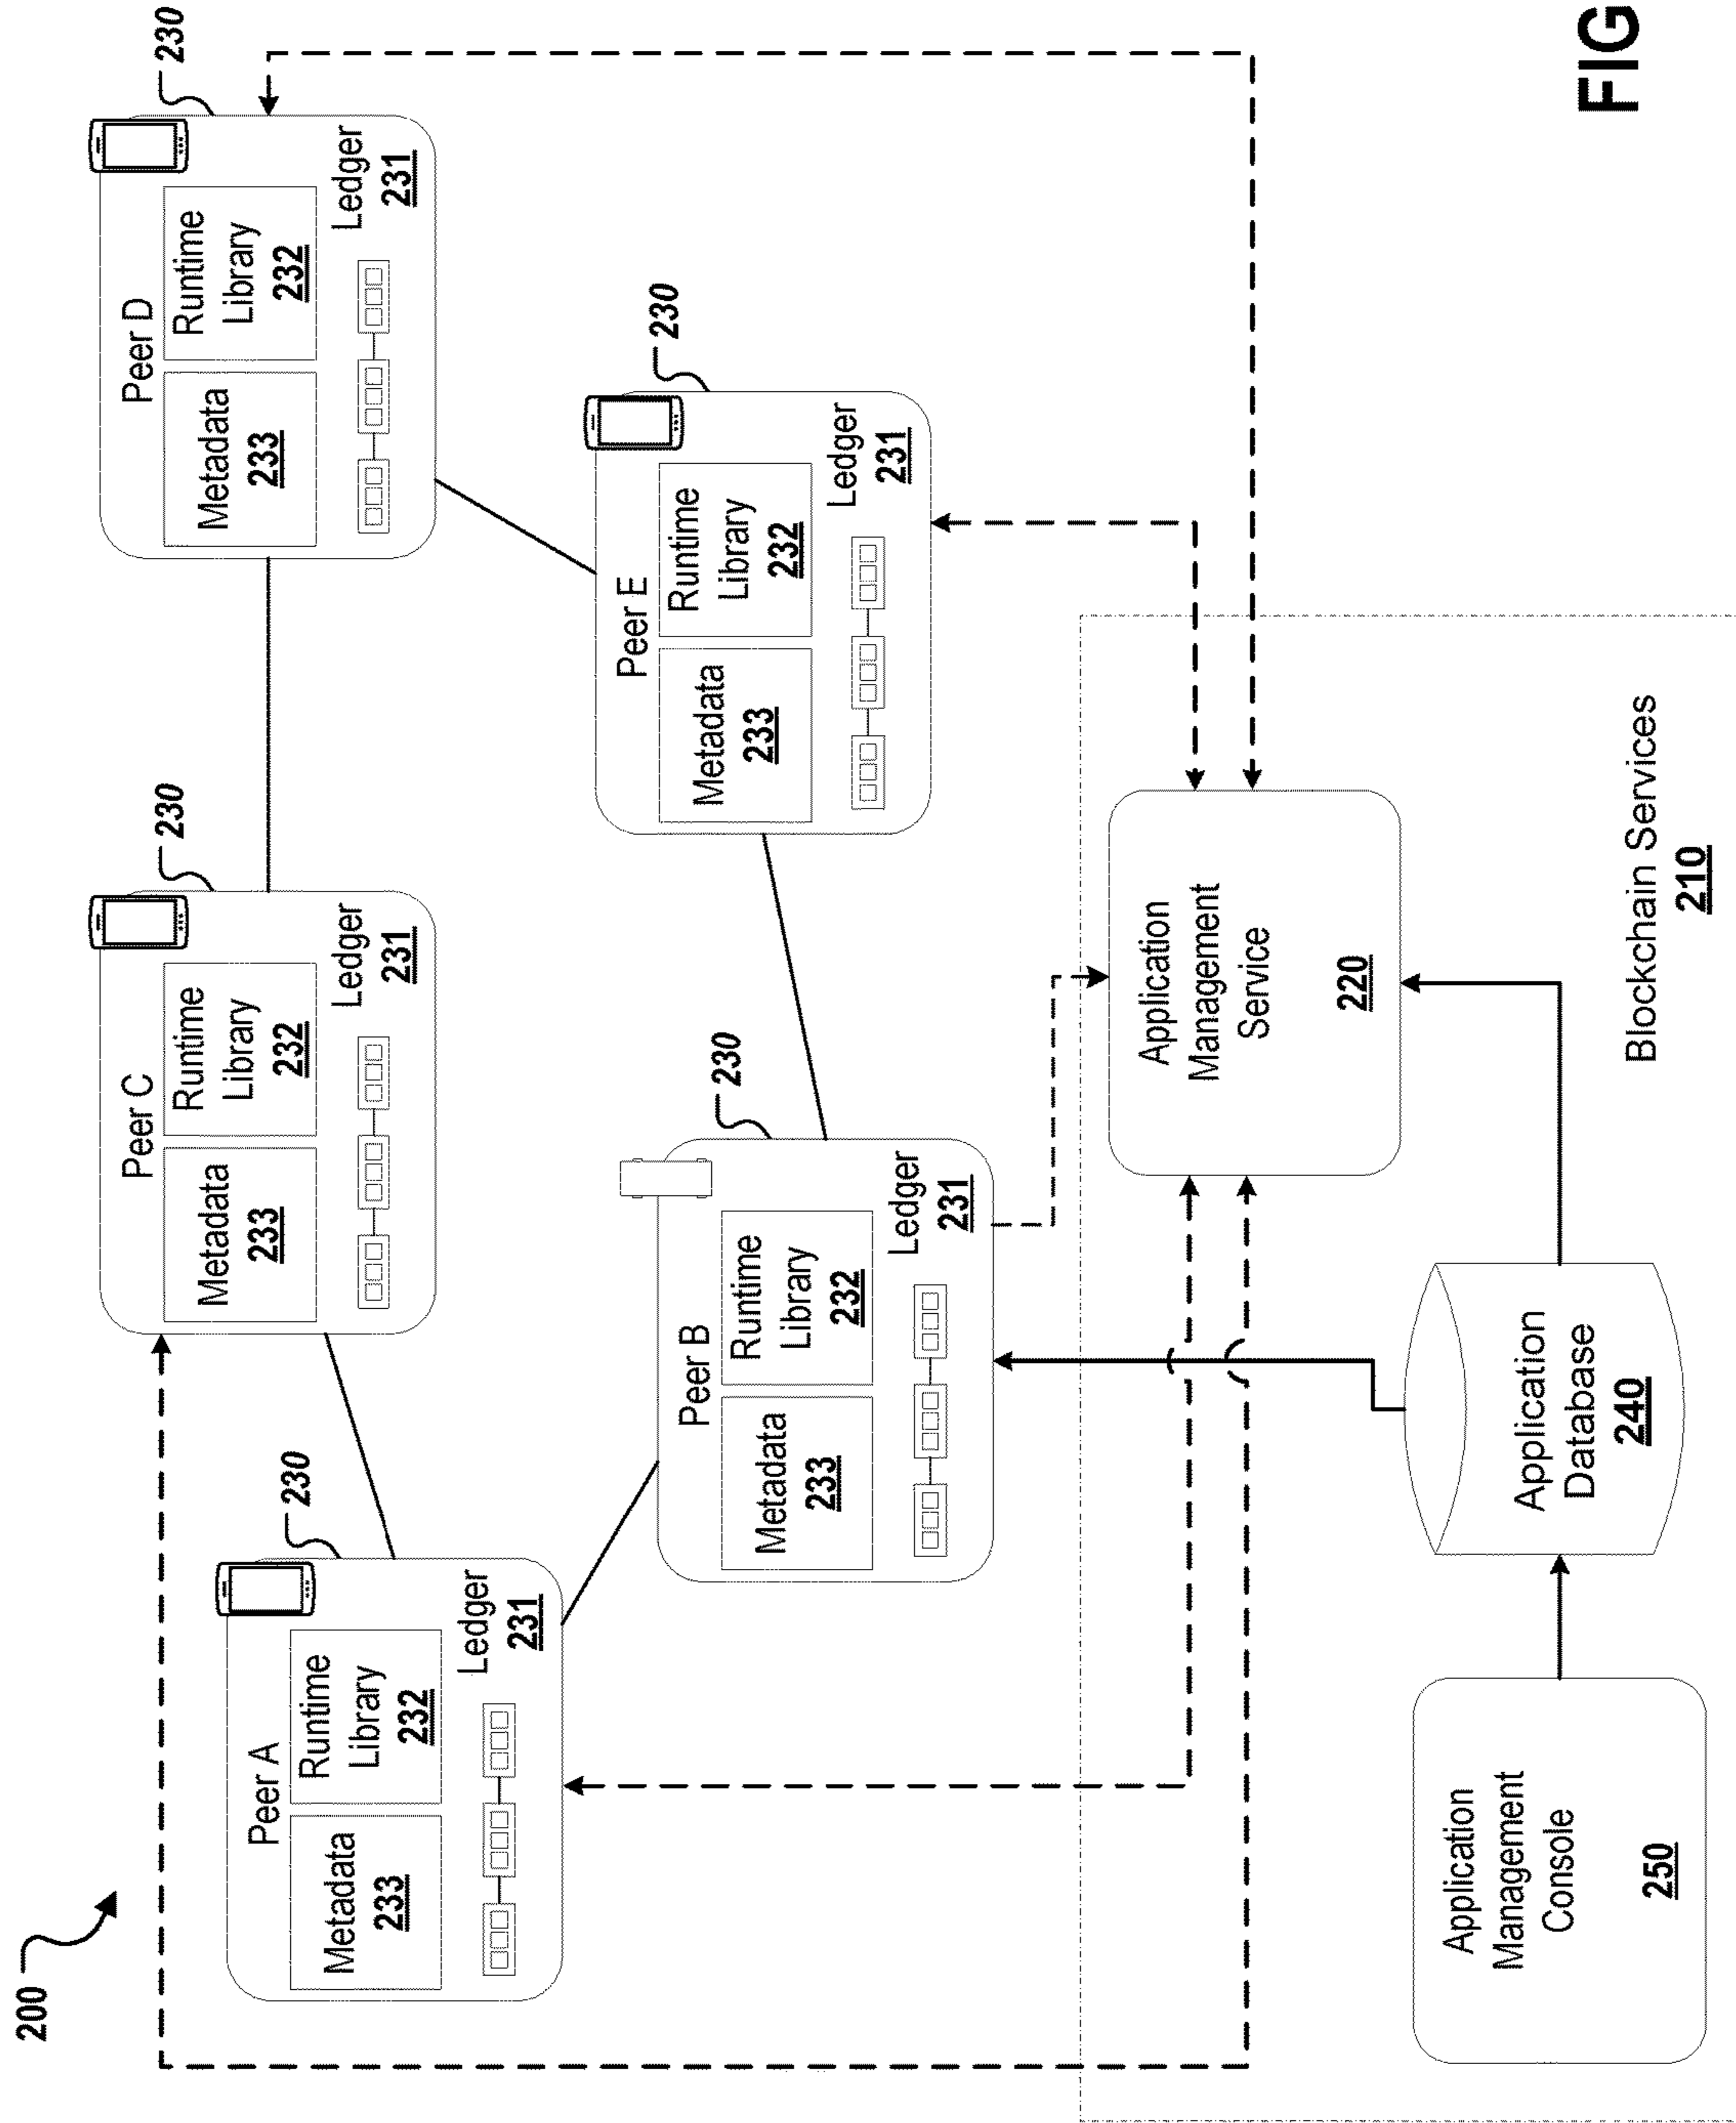 200
Peer A
Metadata
233
Runtime
Library
232
Ledger
231
230
Peer C
Metadata
233
Runtime
Library
232
Ledger
231
230
Peer D
Metadata
233
Runtime
Library
232
Ledger
231
230
Peer B
Metadata
233
Runtime
Library
232
Ledger
231
230
Peer E
Metadata
233
Runtime
Library
232
Ledger
231
230
Application
Management
Console
250
Application
Database
240
Application
Management
Service
220
Blockchain Services
210
FIG